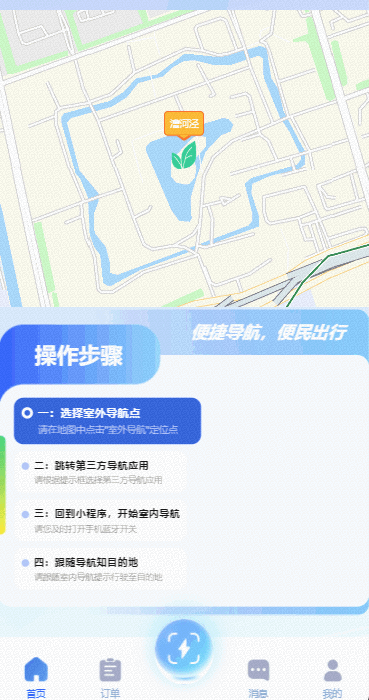 漕河泾
便捷导航，便民出行
操作步骤
一：选择室外导航点
请在地图中点击"室外导航"定位点
二：跳转第三方导航应用
请根据提示框选择第三方导航应用
三：回到小程序，开始室内导航
请您及时打开手机蓝牙开关
四：跟随导航知目的地
请跟随室内导航提示行驶至目的地
首页
订单
消息
我的